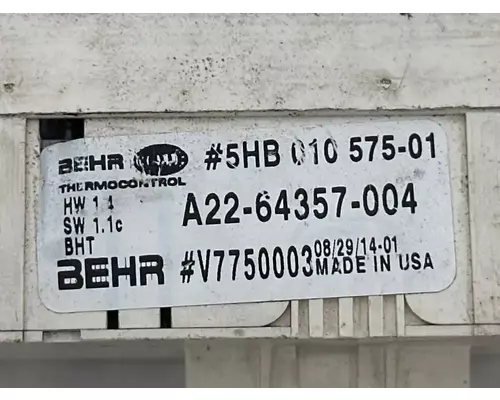 BEHR #5HB 010 575-01
THERMOCONTROL
HW 1.4
A22-64357-004
SW 1.1c
BHT
BEHR #V7750003 08/29/14-01
MADE IN USA